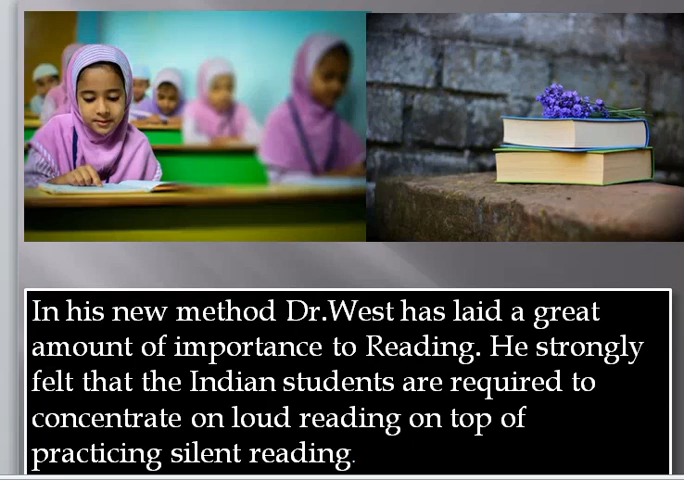 In his new method Dr.West has laid a great
amount of importance to Reading. He strongly
felt that the Indian students are required to
concentrate on loud reading on top of
practicing silent reading.